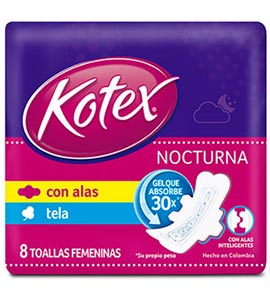 Kotex
NOCTURNA
con alas
tela
GELQUE
ABSORBE
30x*
8 TOALLAS FEMENINAS
*Su propio peso
CON ALAS
INTELIGENTES
Hecho en Colombia